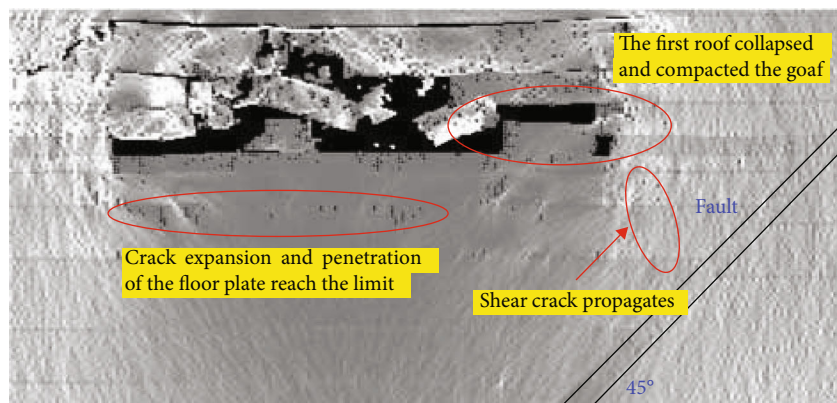 The first roof collapsed
and compacted the goaf
Fault
Crack expansion and penetration
of the floor plate reach the limit
Shear crack propagates
45°